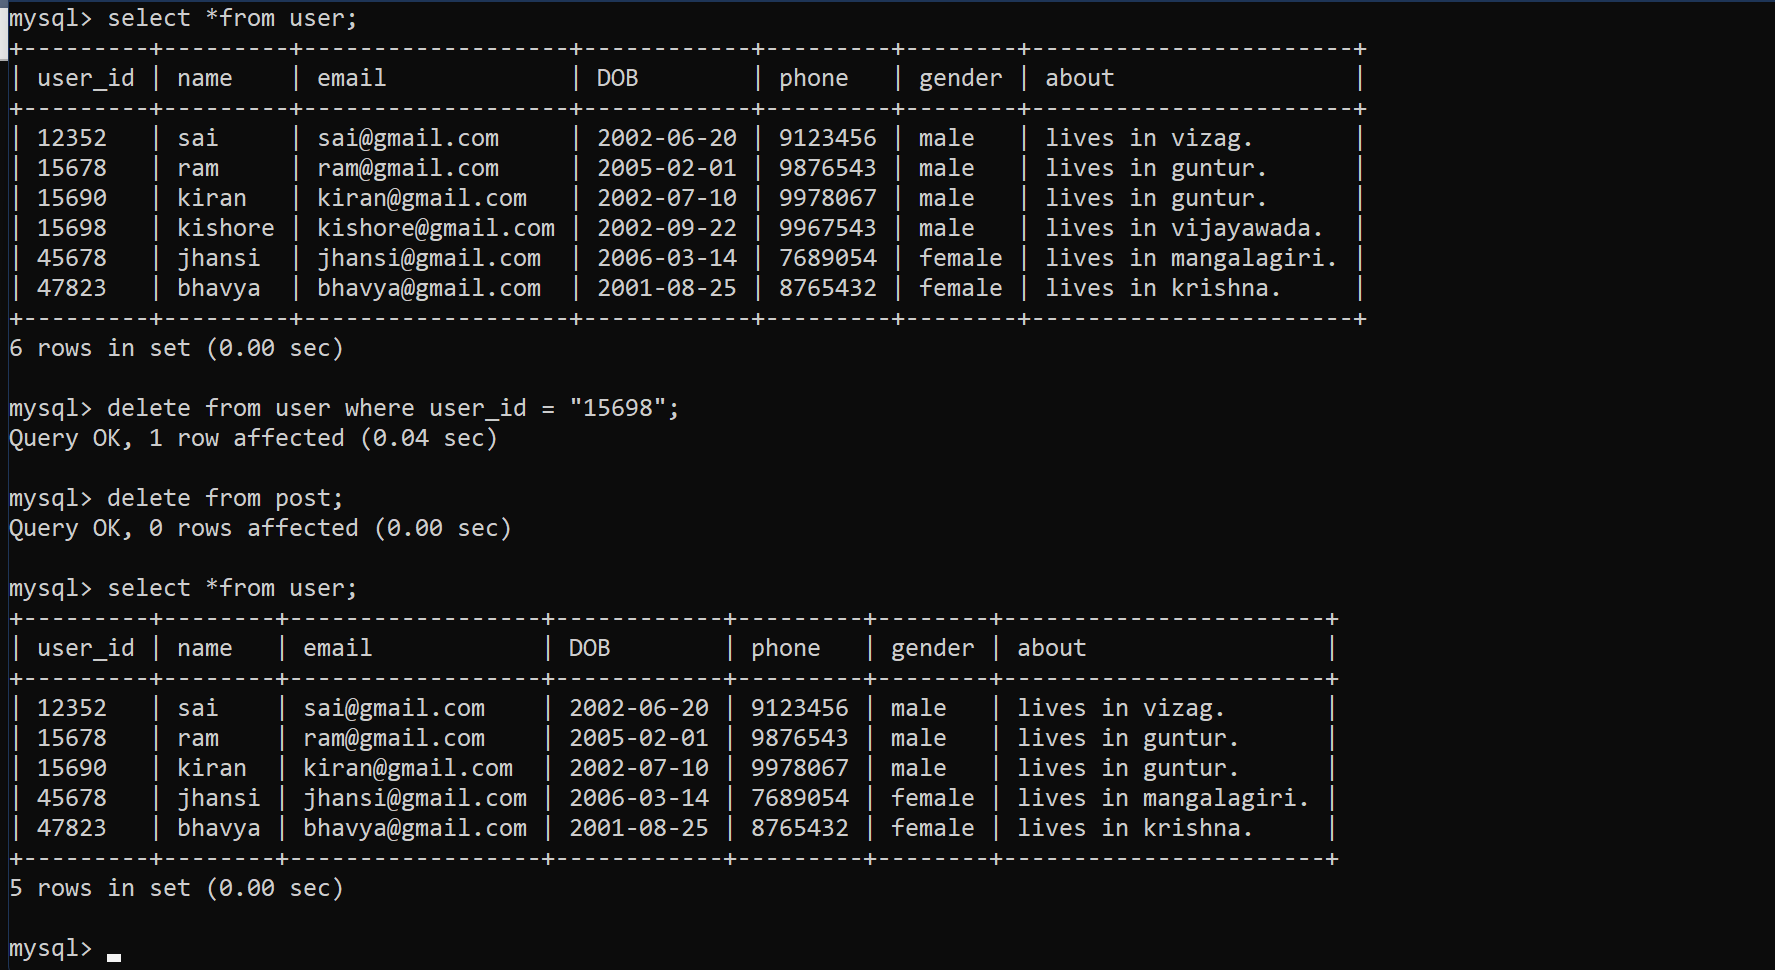 mysql> select *from user;
+---------+---------+-------------------+------------+---------+--------+-----------------------+
| user_id | name    | email             | DOB        | phone   | gender | about                 |
+---------+---------+-------------------+------------+---------+--------+-----------------------+
| 12352   | sai     | sai@gmail.com     | 2002-06-20 | 9123456 | male   | lives in vizag.       |
| 15678   | ram     | ram@gmail.com     | 2005-02-01 | 9876543 | male   | lives in guntur.      |
| 15690   | kiran   | kiran@gmail.com   | 2002-07-10 | 9978067 | male   | lives in guntur.      |
| 15698   | kishore | kishore@gmail.com | 2002-09-22 | 9967543 | male   | lives in vijayawada.  |
| 45678   | jhansi  | jhansi@gmail.com  | 2006-03-14 | 7689054 | female | lives in mangalagiri. |
| 47823   | bhavya  | bhavya@gmail.com  | 2001-08-25 | 8765432 | female | lives in krishna.     |
+---------+---------+-------------------+------------+---------+--------+-----------------------+
6 rows in set (0.00 sec)

mysql> delete from user where user_id = "15698";
Query OK, 1 row affected (0.04 sec)

mysql> delete from post;
Query OK, 0 rows affected (0.00 sec)

mysql> select *from user;
+---------+--------+------------------+------------+---------+--------+-----------------------+
| user_id | name   | email            | DOB        | phone   | gender | about                 |
+---------+--------+------------------+------------+---------+--------+-----------------------+
| 12352   | sai    | sai@gmail.com    | 2002-06-20 | 9123456 | male   | lives in vizag.       |
| 15678   | ram    | ram@gmail.com    | 2005-02-01 | 9876543 | male   | lives in guntur.      |
| 15690   | kiran  | kiran@gmail.com  | 2002-07-10 | 9978067 | male   | lives in guntur.      |
| 45678   | jhansi | jhansi@gmail.com | 2006-03-14 | 7689054 | female | lives in mangalagiri. |
| 47823   | bhavya | bhavya@gmail.com | 2001-08-25 | 8765432 | female | lives in krishna.     |
+---------+--------+------------------+------------+---------+--------+-----------------------+
5 rows in set (0.00 sec)

mysql>